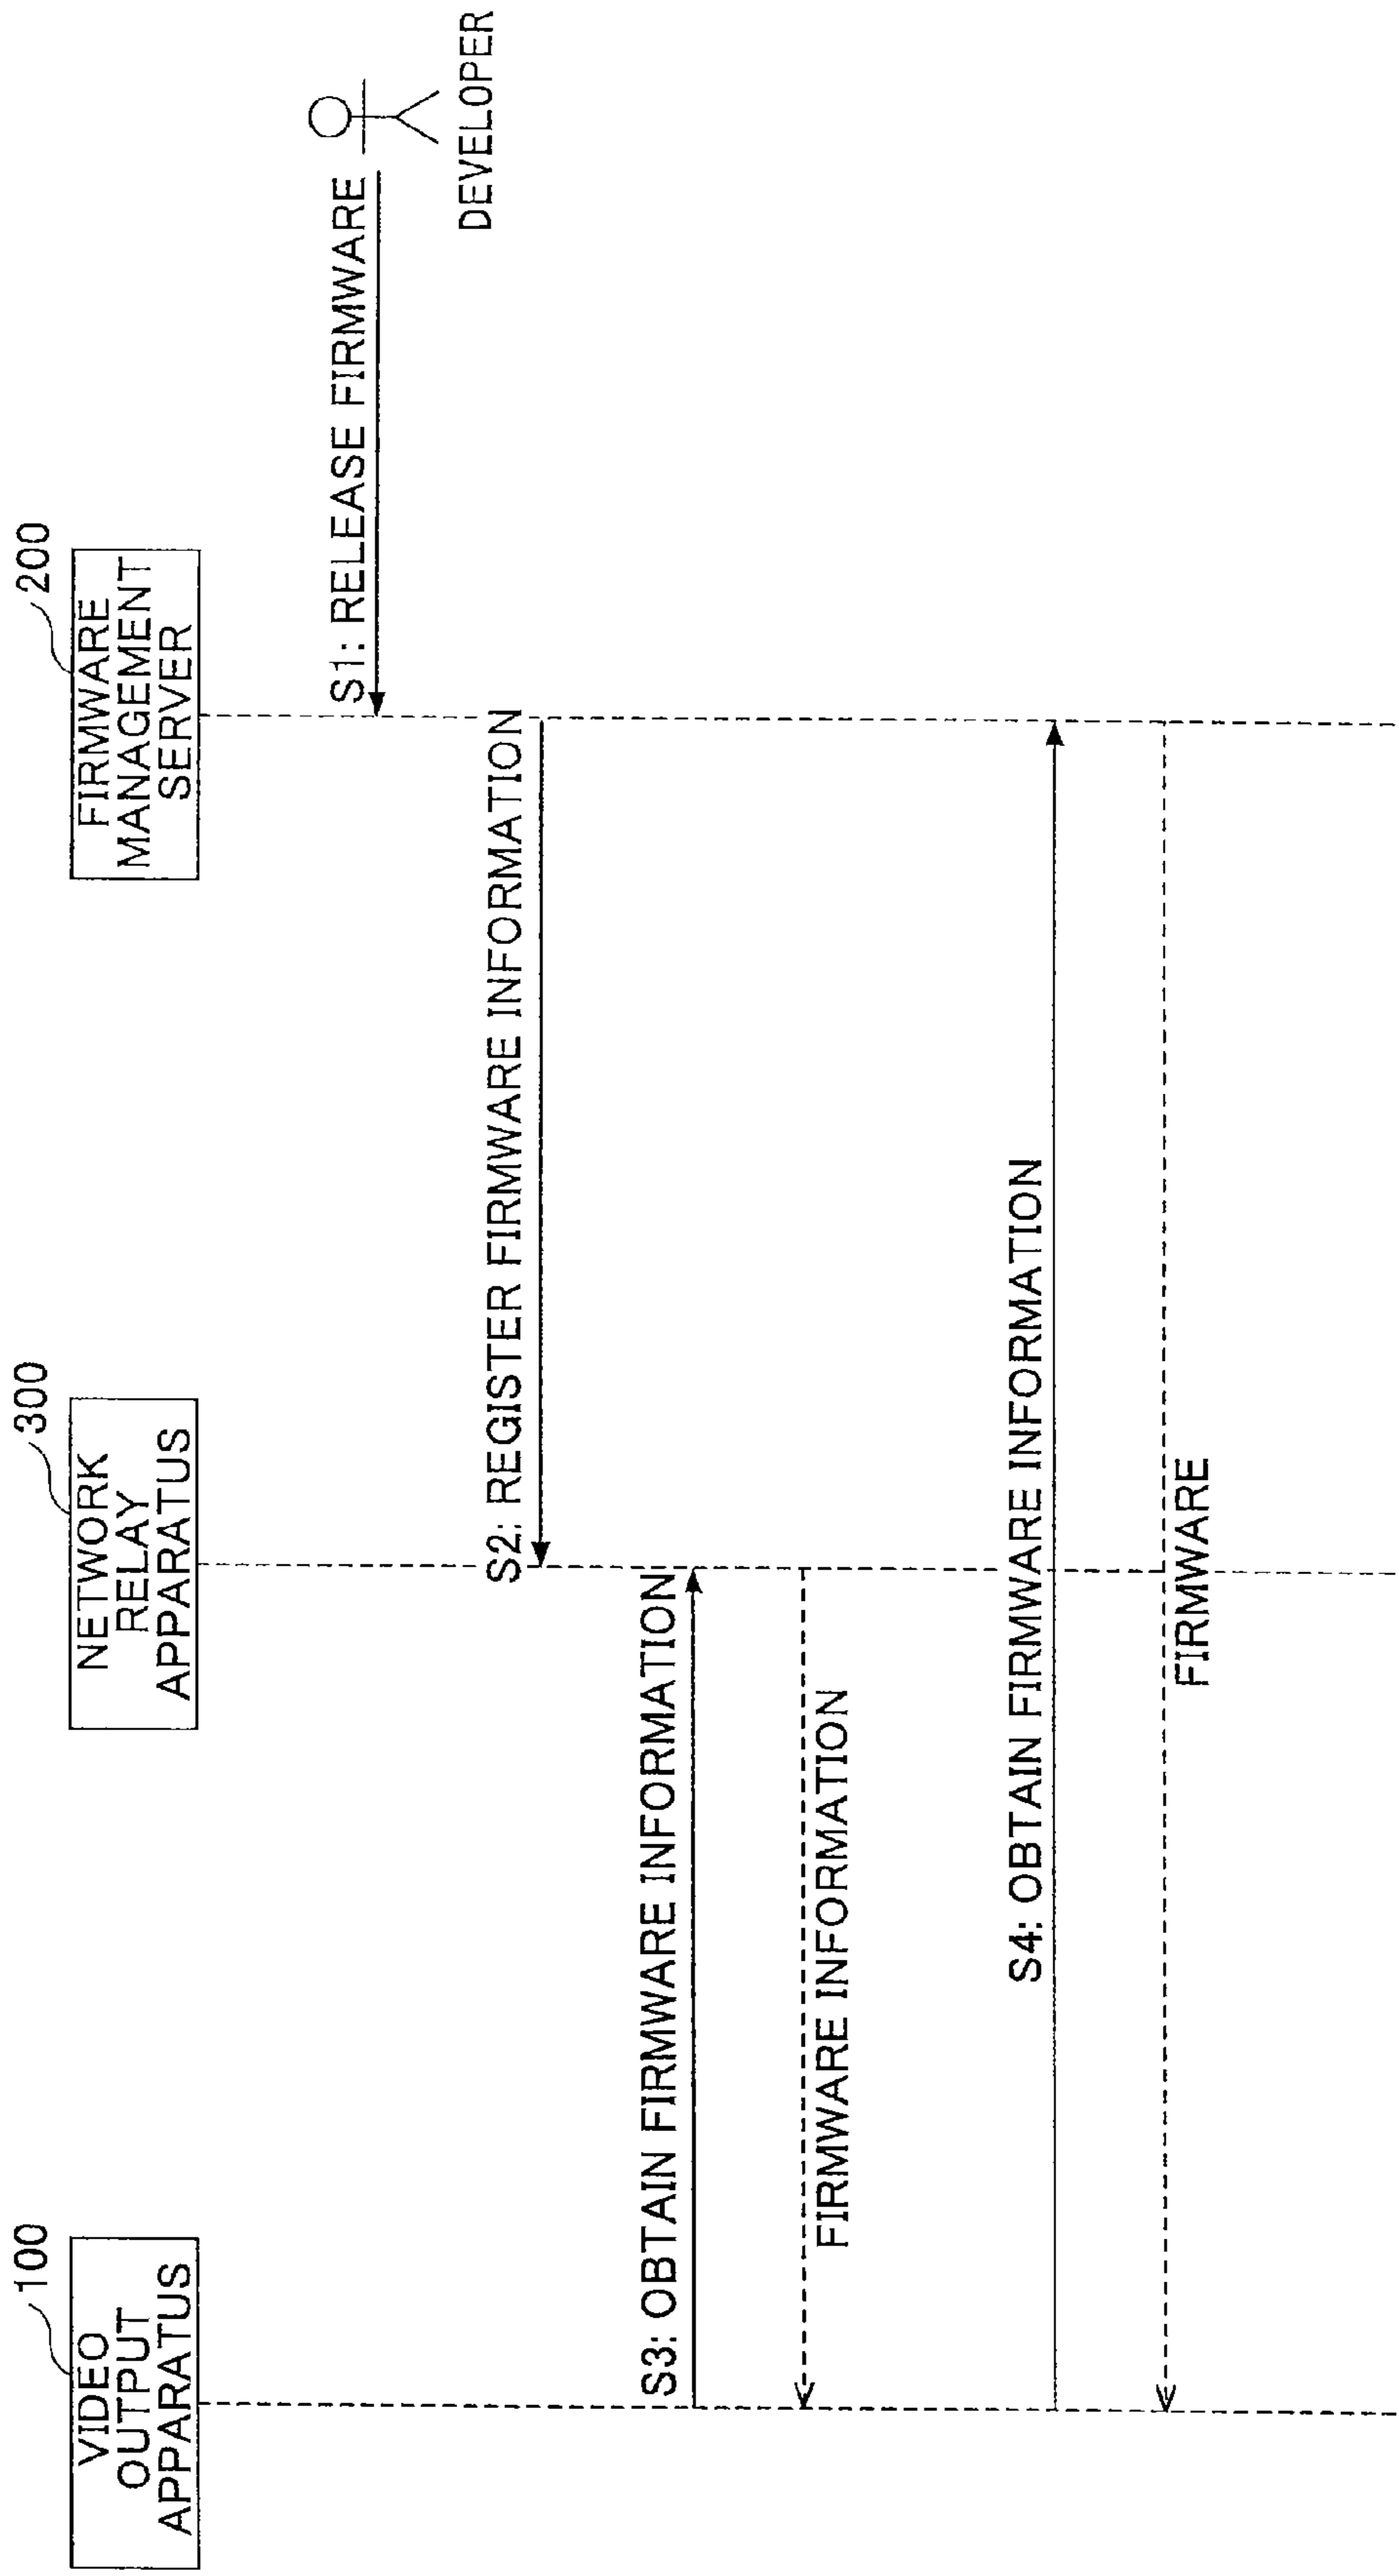 100
VIDEO
OUTPUT
APPARATUS
300
NETWORK
RELAY
APPARATUS
200
FIRMWARE
MANAGEMENT
SERVER
S1: RELEASE FIRMWARE
DEVELOPER
S2: REGISTER FIRMWARE INFORMATION
S3: OBTAIN FIRMWARE INFORMATION
FIRMWARE INFORMATION
S4: OBTAIN FIRMWARE INFORMATION
FIRMWARE